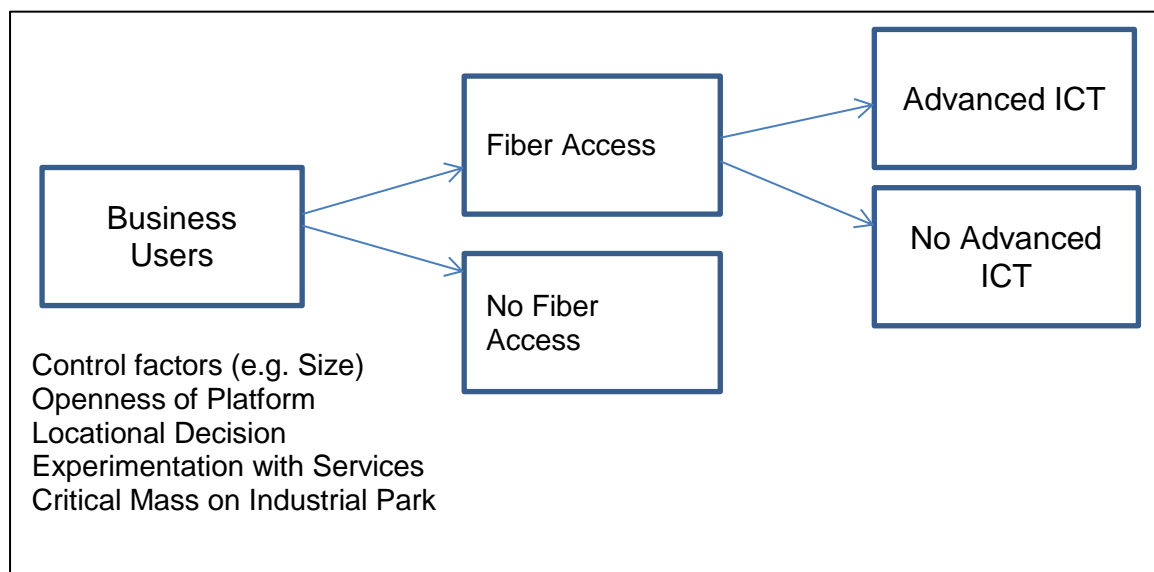 Business
Users
Fiber Access
No Fiber
Access
Advanced ICT
No Advanced
ICT
Control factors (e.g. Size)
Openness of Platform
Locational Decision
Experimentation with Services
Critical Mass on Industrial Park